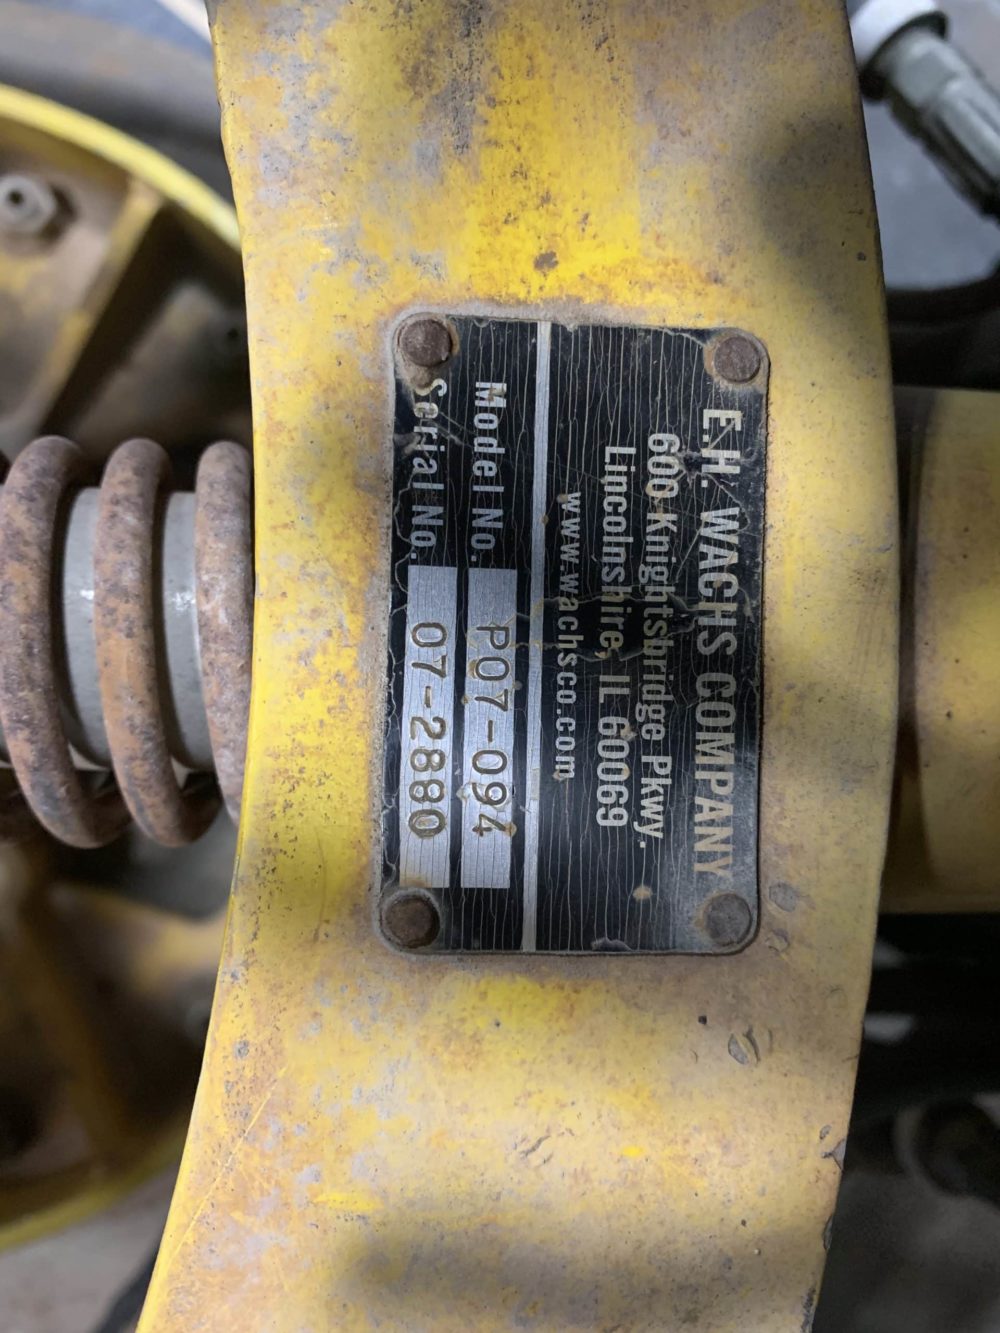 E.H. WACHS COMPANY
600 Knightsbridge Pkwy.
Lincolnshire, IL 60069
www.wachsco.com
Model No. P07-094
Serial No. 07-2880